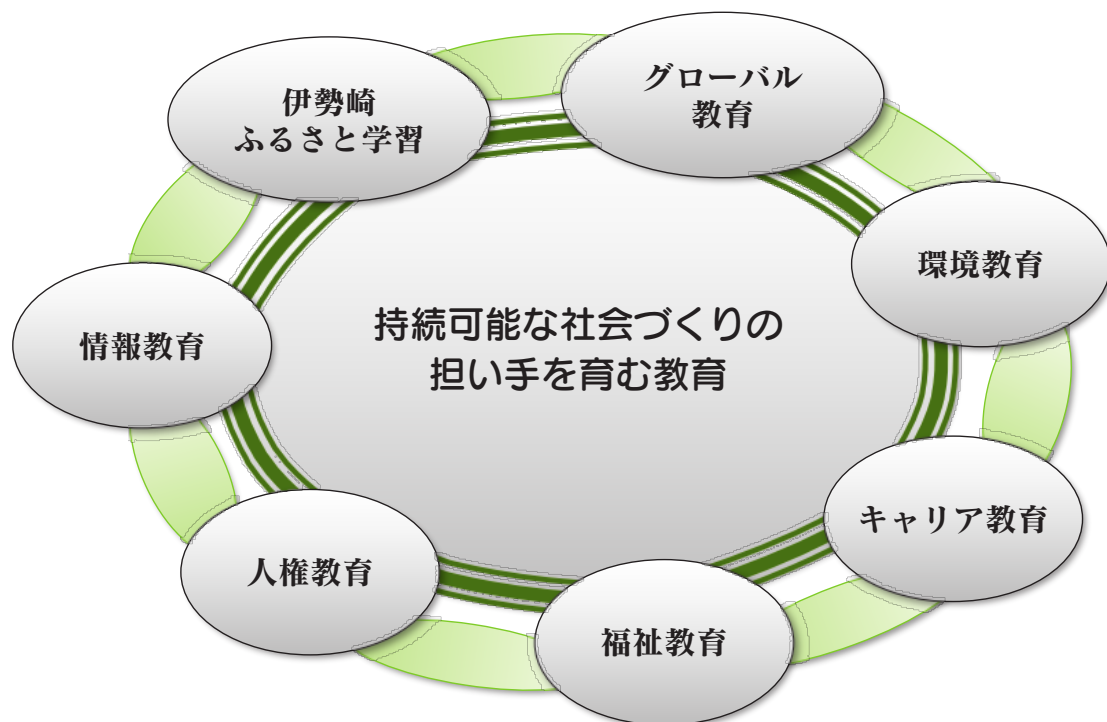 伊勢崎
ふるさと学習
グローバル
教育
環境教育
情報教育
持続可能な社会づくりの
担い手を育む教育
キャリア教育
人権教育
福祉教育